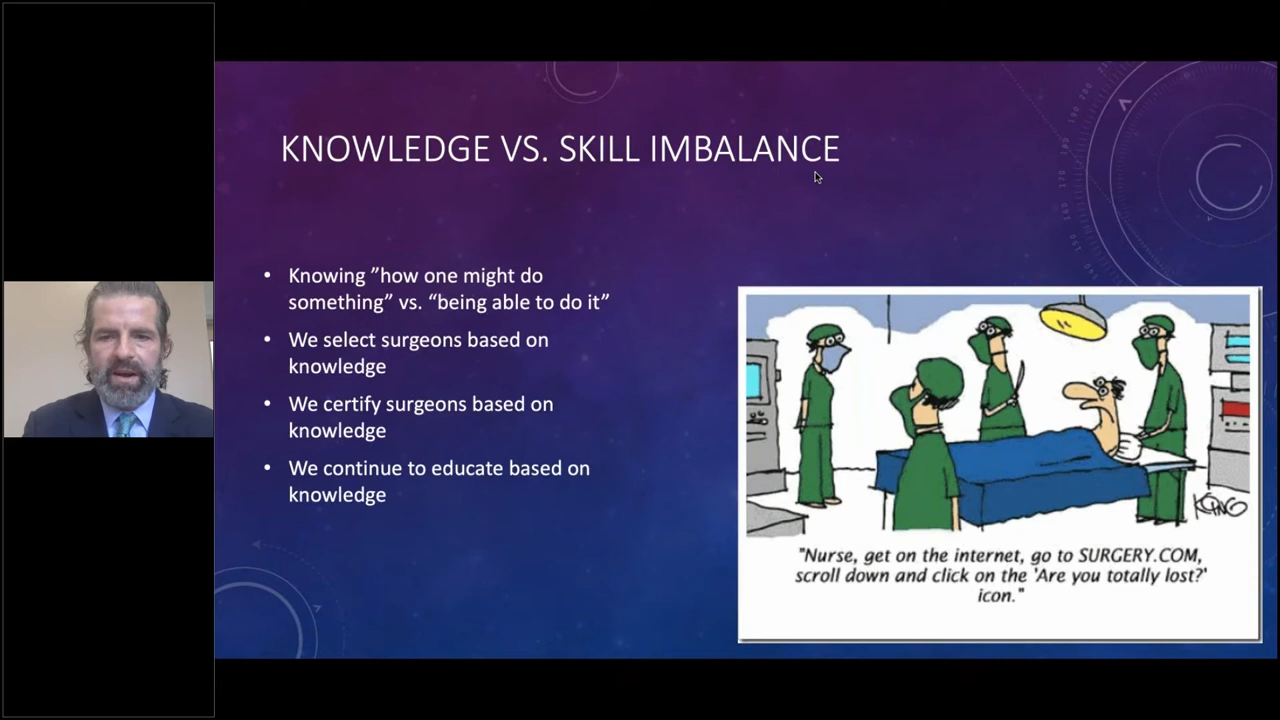 KNOWLEDGE VS. SKILL IMBALANCE
• Knowing ”how one might do
something” vs. “being able to do it”
• We select surgeons based on
knowledge
• We certify surgeons based on
knowledge
• We continue to educate based on
knowledge
KING
"Nurse, get on the internet, go to SURGERY.COM,
scroll down and click on the 'Are you totally lost?'
icon."